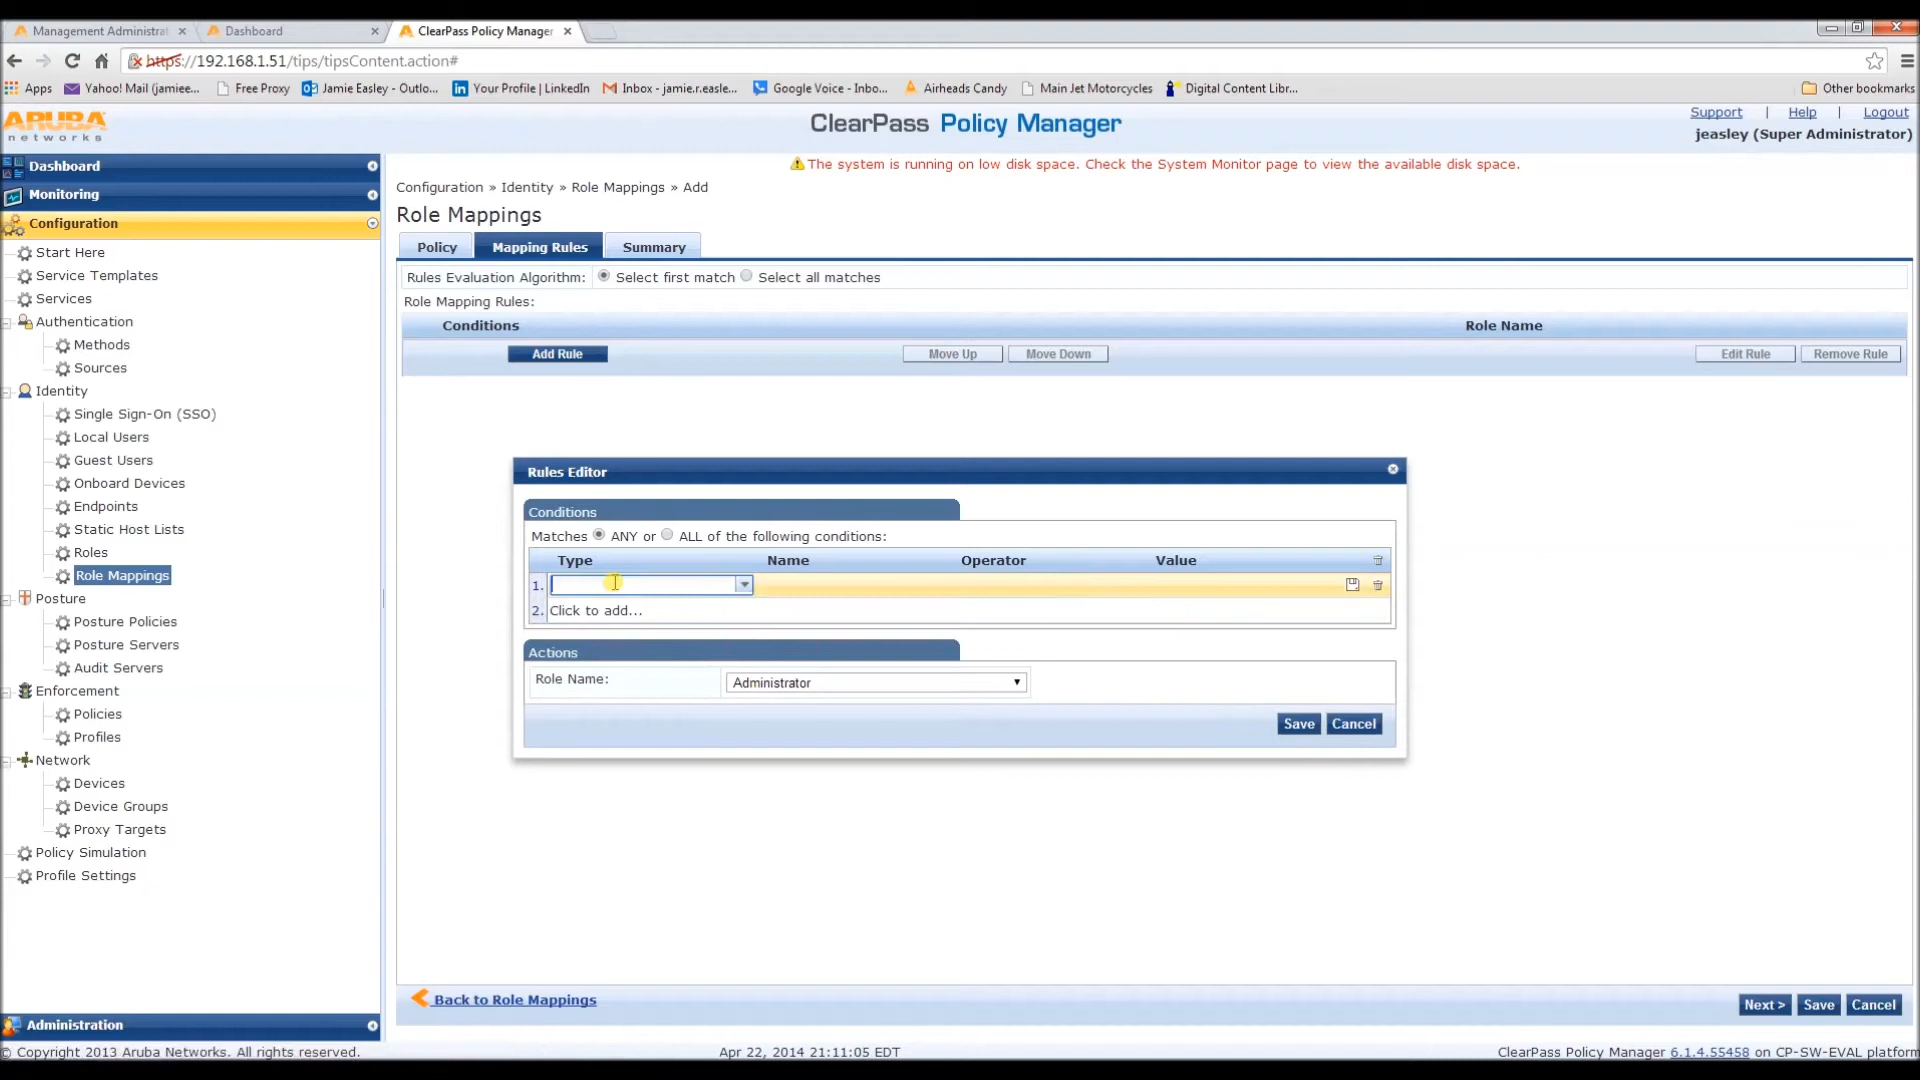 Management Administrat
Dashboard
ClearPass Policy Manager
https://192.168.1.51/tips/tipsContent.action#
Apps
Yahoo! Mail (jamiee...
Free Proxy
Jamie Easley - Outlo...
Your Profile | LinkedIn
Inbox - jamie.r.easle...
Google Voice - Inbo...
Airheads Candy
Main Jet Motorcycles
Digital Content Libr...
Other bookmarks
ARUBA
networks
ClearPass Policy Manager
Support | Help | Logout
jeasley (Super Administrator)
The system is running on low disk space. Check the System Monitor page to view the available disk space.
Dashboard
Monitoring
Configuration
Start Here
Service Templates
Services
Authentication
Methods
Sources
Identity
Single Sign-On (SSO)
Local Users
Guest Users
Onboard Devices
Endpoints
Static Host Lists
Roles
Role Mappings
Posture
Posture Policies
Posture Servers
Audit Servers
Enforcement
Policies
Profiles
Network
Devices
Device Groups
Proxy Targets
Policy Simulation
Profile Settings
Administration
Configuration » Identity » Role Mappings » Add
Role Mappings
Policy
Mapping Rules
Summary
Rules Evaluation Algorithm: Select first match Select all matches
Role Mapping Rules:
Conditions Role Name
Add Rule Move Up Move Down Edit Rule Remove Rule
Rules Editor
Conditions
Matches ANY or ALL of the following conditions:
Type Name Operator Value
1.
2. Click to add...
Actions
Role Name: Administrator
Save Cancel
Back to Role Mappings
Next > Save Cancel
© Copyright 2013 Aruba Networks. All rights reserved.
Apr 22, 2014 21:11:05 EDT
ClearPass Policy Manager 6.1.4.55458 on CP-SW-EVAL platform